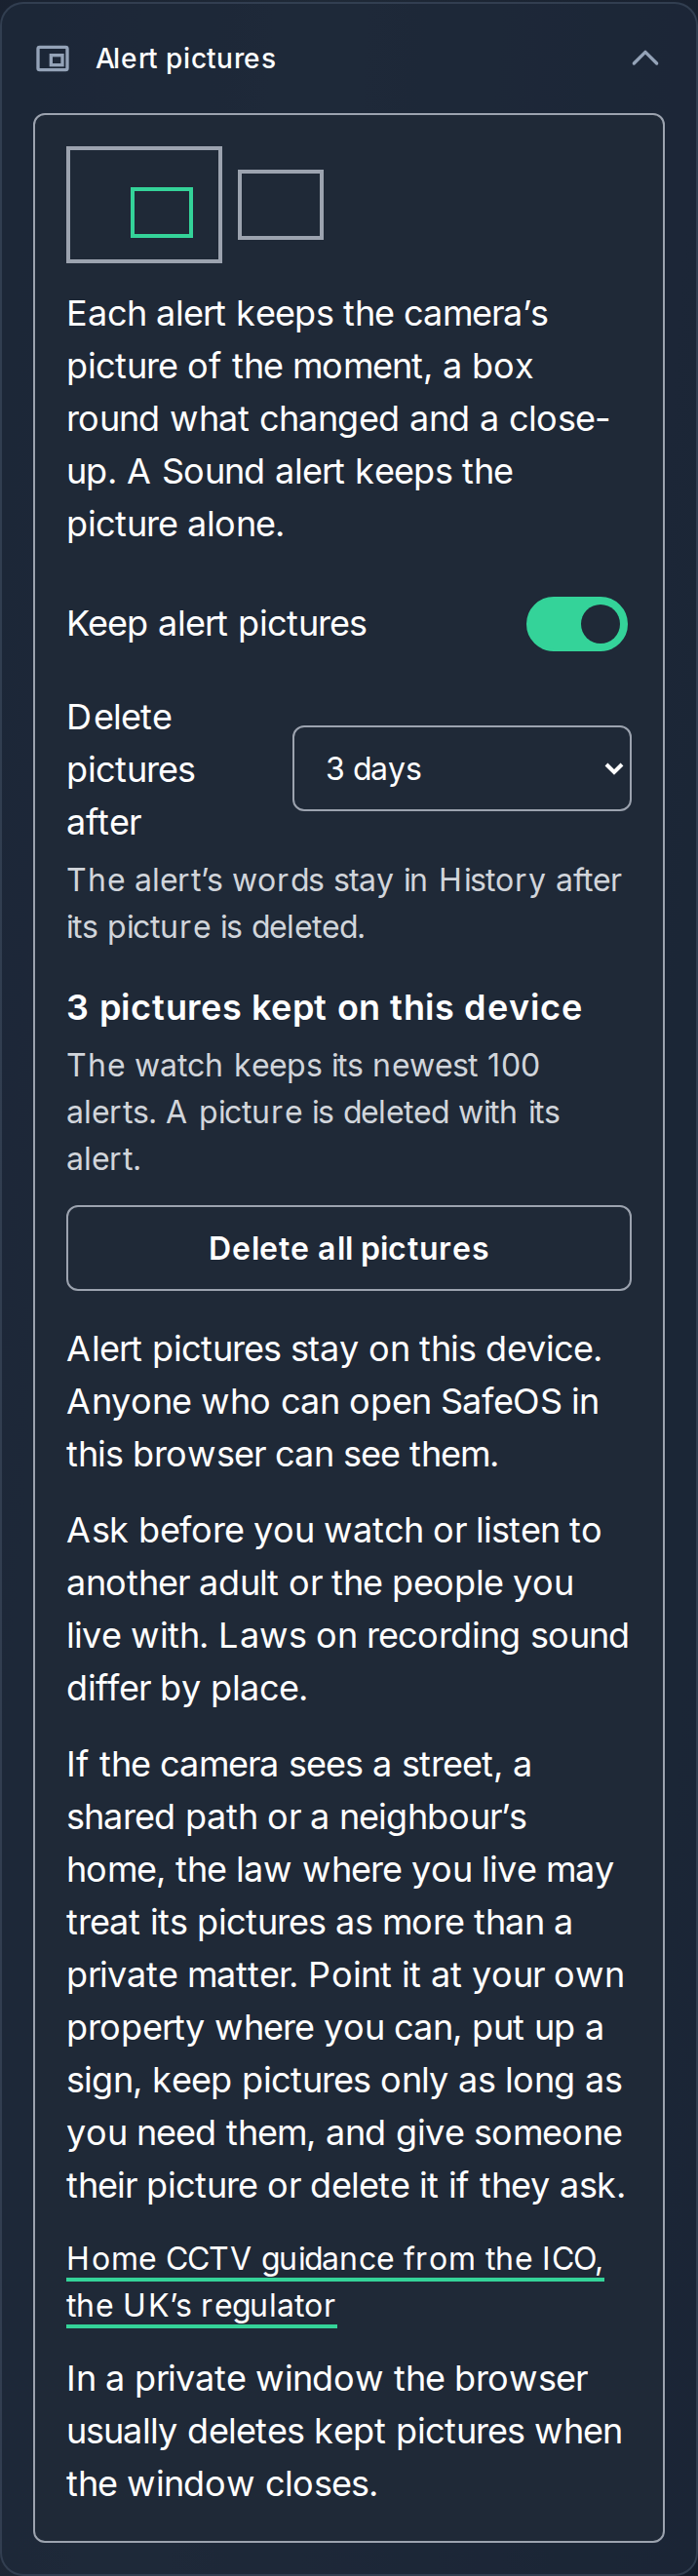 Alert pictures
Each alert keeps the camera’s
picture of the moment, a box
round what changed and a close-
up. A Sound alert keeps the
picture alone.
Keep alert pictures
Delete
pictures
after
3 days
The alert’s words stay in History after
its picture is deleted.
3 pictures kept on this device
The watch keeps its newest 100
alerts. A picture is deleted with its
alert.
Delete all pictures
Alert pictures stay on this device.
Anyone who can open SafeOS in
this browser can see them.
Ask before you watch or listen to
another adult or the people you
live with. Laws on recording sound
differ by place.
If the camera sees a street, a
shared path or a neighbour’s
home, the law where you live may
treat its pictures as more than a
private matter. Point it at your own
property where you can, put up a
sign, keep pictures only as long as
you need them, and give someone
their picture or delete it if they ask.
Home CCTV guidance from the ICO,
the UK’s regulator
In a private window the browser
usually deletes kept pictures when
the window closes.